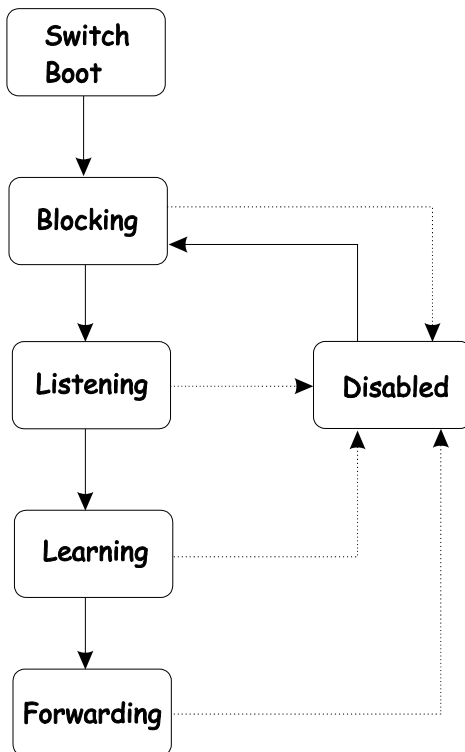 Switch
Boot
Blocking
Listening
Disabled
Learning
Forwarding